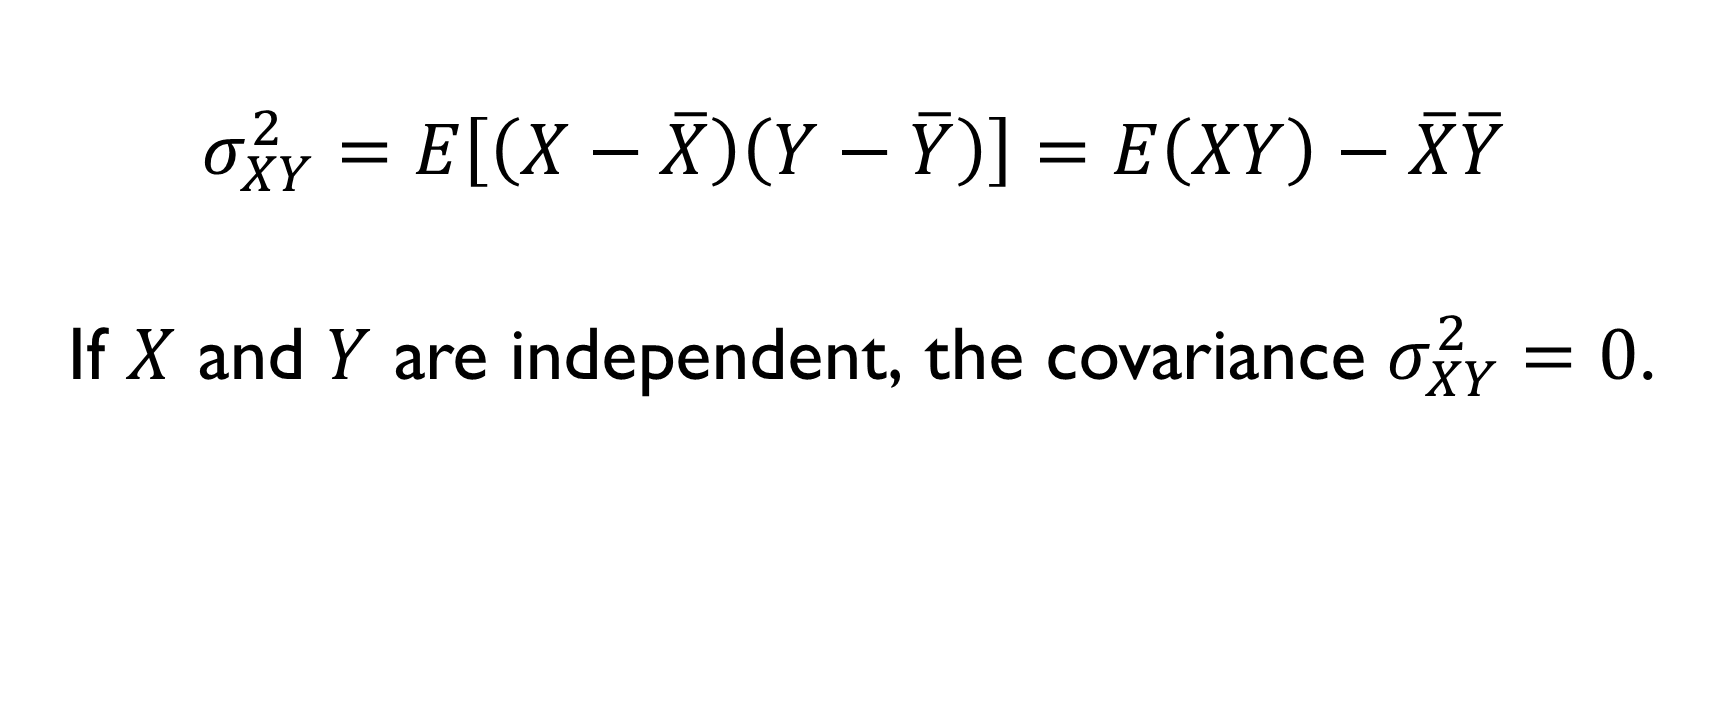 σ²_XY = E[(X − X̄)(Y − Ȳ)] = E(XY) − X̄Ȳ
If X and Y are independent, the covariance σ²_XY = 0.